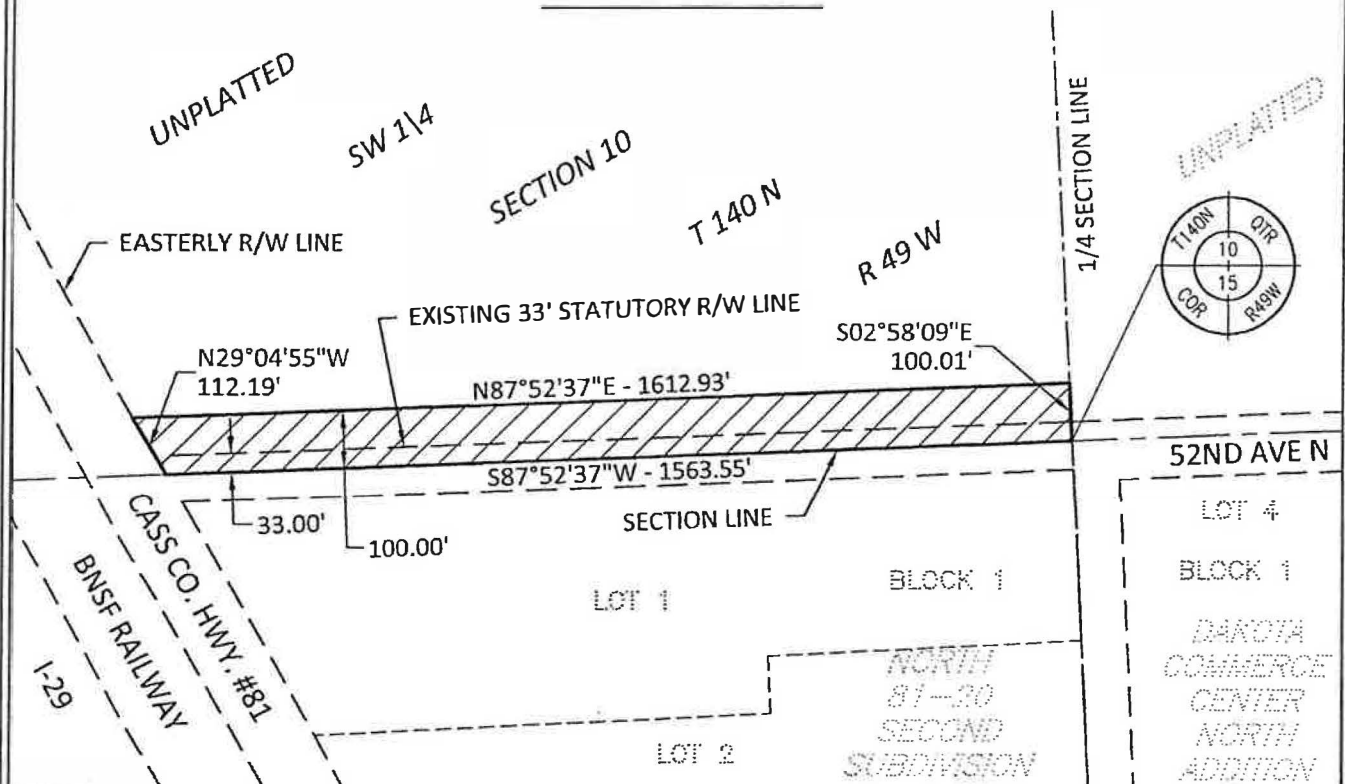 UNPLATTED
SW 1\4
SECTION 10
T 140 N
R 49 W
1/4 SECTION LINE
UNPLATTED
T140N
QTR
10
15
COR
R49W
EASTERLY R/W LINE
EXISTING 33' STATUTORY R/W LINE
N29°04'55"W
112.19'
S02°58'09"E
100.01'
N87°52'37"E - 1612.93'
S87°52'37"W - 1563.55'
52ND AVE N
33.00'
100.00'
SECTION LINE
CASS CO. HWY. #81
BNSF RAILWAY
I-29
LOT 1
BLOCK 1
NORTH
81-20
SECOND
SUBDIVISION
LOT 2
LOT 4
BLOCK 1
DAKOTA
COMMERCE
CENTER
NORTH
ADDITION